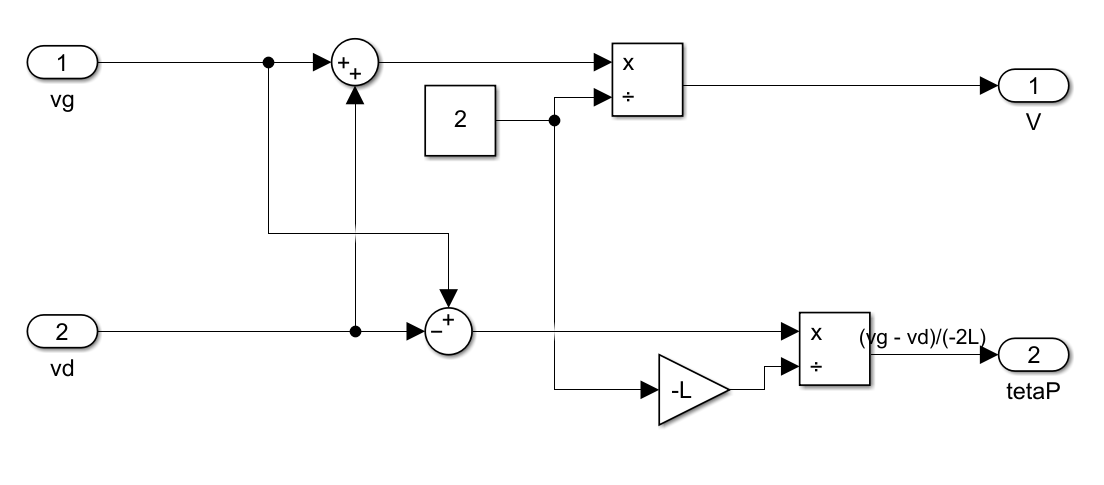 1
vg
++
2
x
÷
1
V
2
vd
−+
-L
x
÷
(vg - vd)/(-2L)
2
tetaP